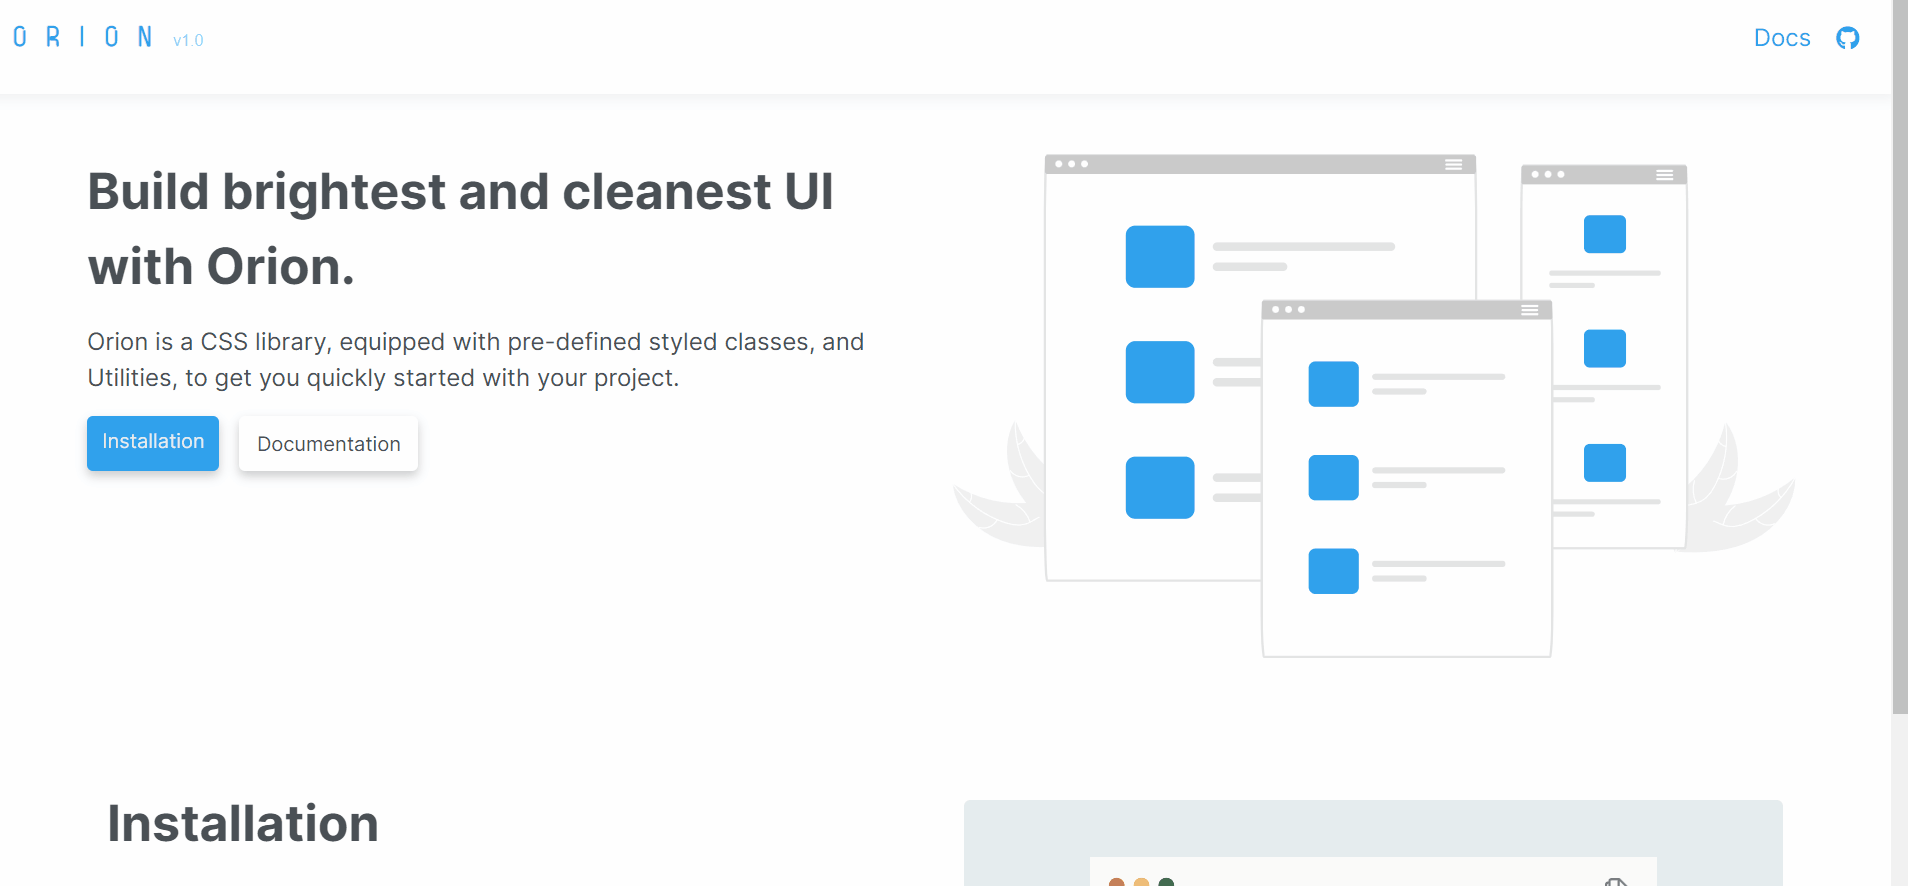 ORION v1.0
Docs
Build brightest and cleanest UI
with Orion.
Orion is a CSS library, equipped with pre-defined styled classes, and
Utilities, to get you quickly started with your project.
Installation
Documentation
Installation